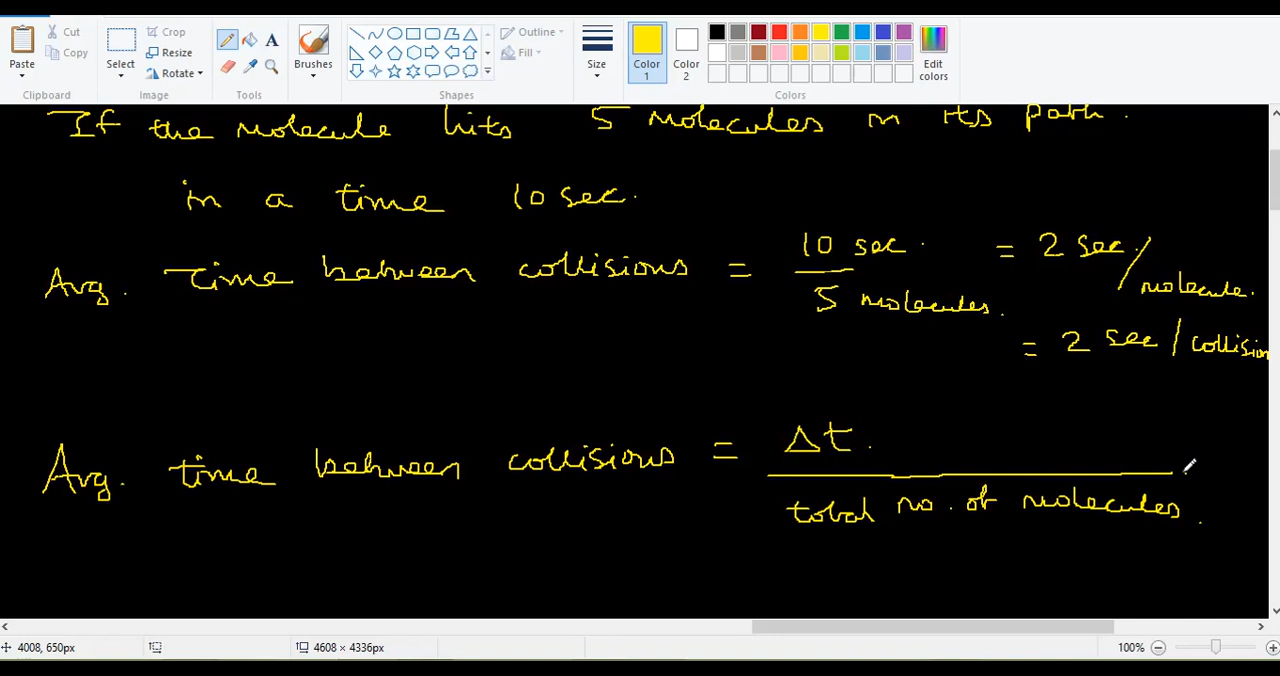 Cut
Copy
Paste
Clipboard
Select
Crop
Resize
Rotate
Image
A
Tools
Brushes
Outline
Fill
Shapes
Size
Color 1
Color 2
Edit colors
Colors
If the molecule hits 5 molecules in its path.
in a time 10 sec.
Avg. Time between collisions = 10 sec. / 5 molecules. = 2 sec./molecule.
= 2 sec/collision
Avg. time between collisions = Δt. / total no. of molecules.
4008, 650px
4608 × 4336px
100%